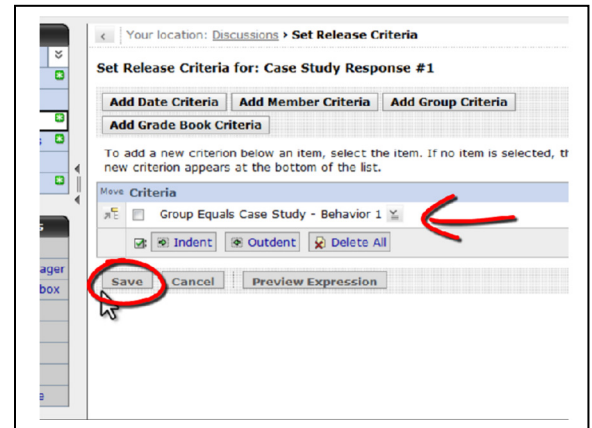 Your location: Discussions › Set Release Criteria
Set Release Criteria for: Case Study Response #1
Add Date Criteria Add Member Criteria Add Group Criteria
Add Grade Book Criteria
To add a new criterion below an item, select the item. If no item is selected, th
new criterion appears at the bottom of the list.
Move Criteria
Group Equals Case Study - Behavior 1
Indent Outdent Delete All
ager
Save Cancel Preview Expression
box